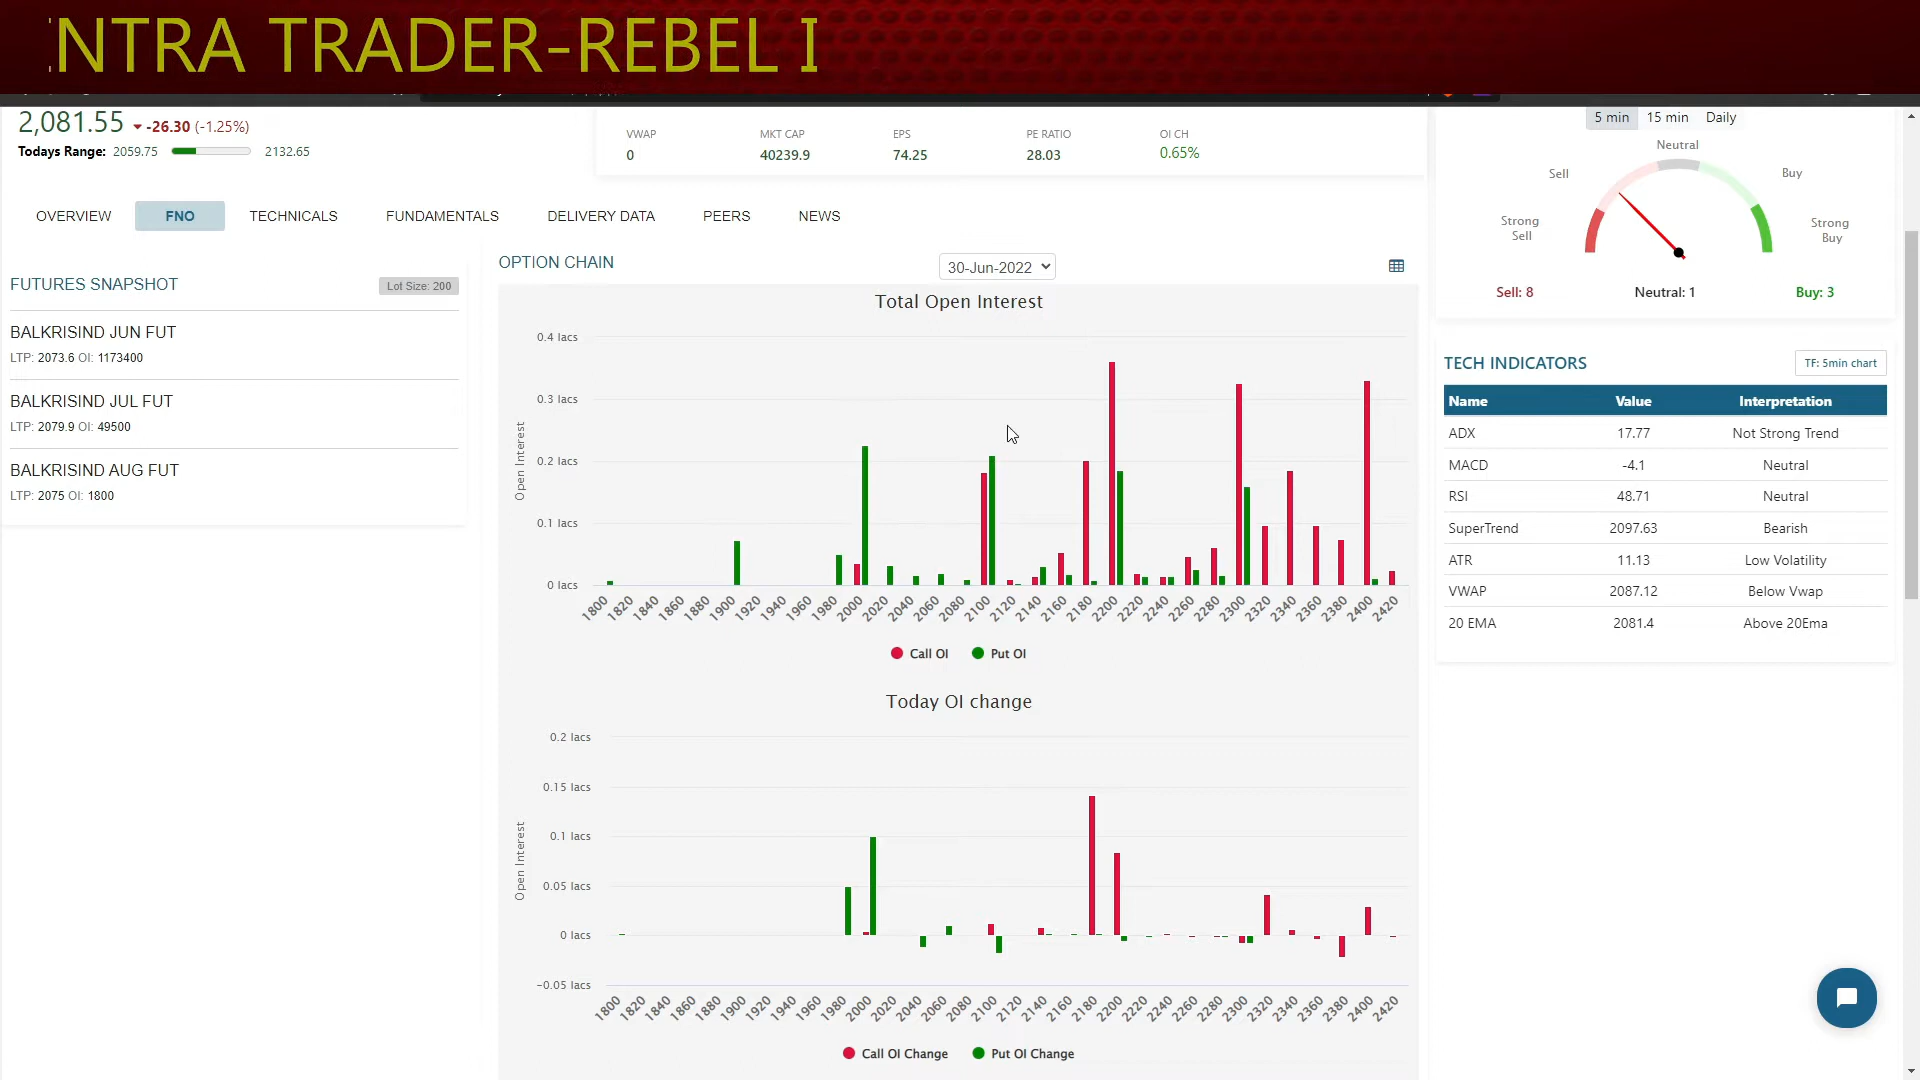 NTRA TRADER-REBEL I
2,081.55 -26.30 (-1.25%)
Todays Range: 2059.75 2132.65
VWAP MKT CAP EPS PE RATIO OI CH
0 40239.9 74.25 28.03 0.65%
OVERVIEW FNO TECHNICALS FUNDAMENTALS DELIVERY DATA PEERS NEWS
FUTURES SNAPSHOT Lot Size: 200
BALKRISIND JUN FUT
LTP: 2073.6 OI: 1173400
BALKRISIND JUL FUT
LTP: 2079.9 OI: 49500
BALKRISIND AUG FUT
LTP: 2075 OI: 1800
OPTION CHAIN 30-Jun-2022
Total Open Interest
0.4 lacs
0.3 lacs
0.2 lacs
0.1 lacs
0 lacs
Open Interest
1800 1820 1840 1860 1880 1900 1920 1940 1960 1980 2000 2020 2040 2060 2080 2100 2120 2140 2160 2180 2200 2220 2240 2260 2280 2300 2320 2340 2360 2380 2400 2420
Call OI Put OI
Today OI change
0.2 lacs
0.15 lacs
0.1 lacs
0.05 lacs
0 lacs
-0.05 lacs
Open Interest
1800 1820 1840 1860 1880 1900 1920 1940 1960 1980 2000 2020 2040 2060 2080 2100 2120 2140 2160 2180 2200 2220 2240 2260 2280 2300 2320 2340 2360 2380 2400 2420
Call OI Change Put OI Change
5 min 15 min Daily
Neutral
Sell Buy
Strong Sell
Strong Buy
Sell: 8 Neutral: 1 Buy: 3
TECH INDICATORS TF: 5min chart
Name Value Interpretation
ADX 17.77 Not Strong Trend
MACD -4.1 Neutral
RSI 48.71 Neutral
SuperTrend 2097.63 Bearish
ATR 11.13 Low Volatility
VWAP 2087.12 Below Vwap
20 EMA 2081.4 Above 20Ema